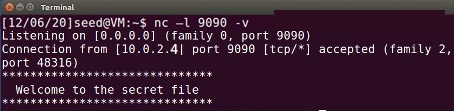 Terminal
[12/06/20]seed@VM:~$ nc –l 9090 -v
Listening on [0.0.0.0] (family 0, port 9090)
Connection from [10.0.2.4| port 9090 [tcp/*] accepted (family 2,
port 48316)
******************************
Welcome to the secret file
******************************